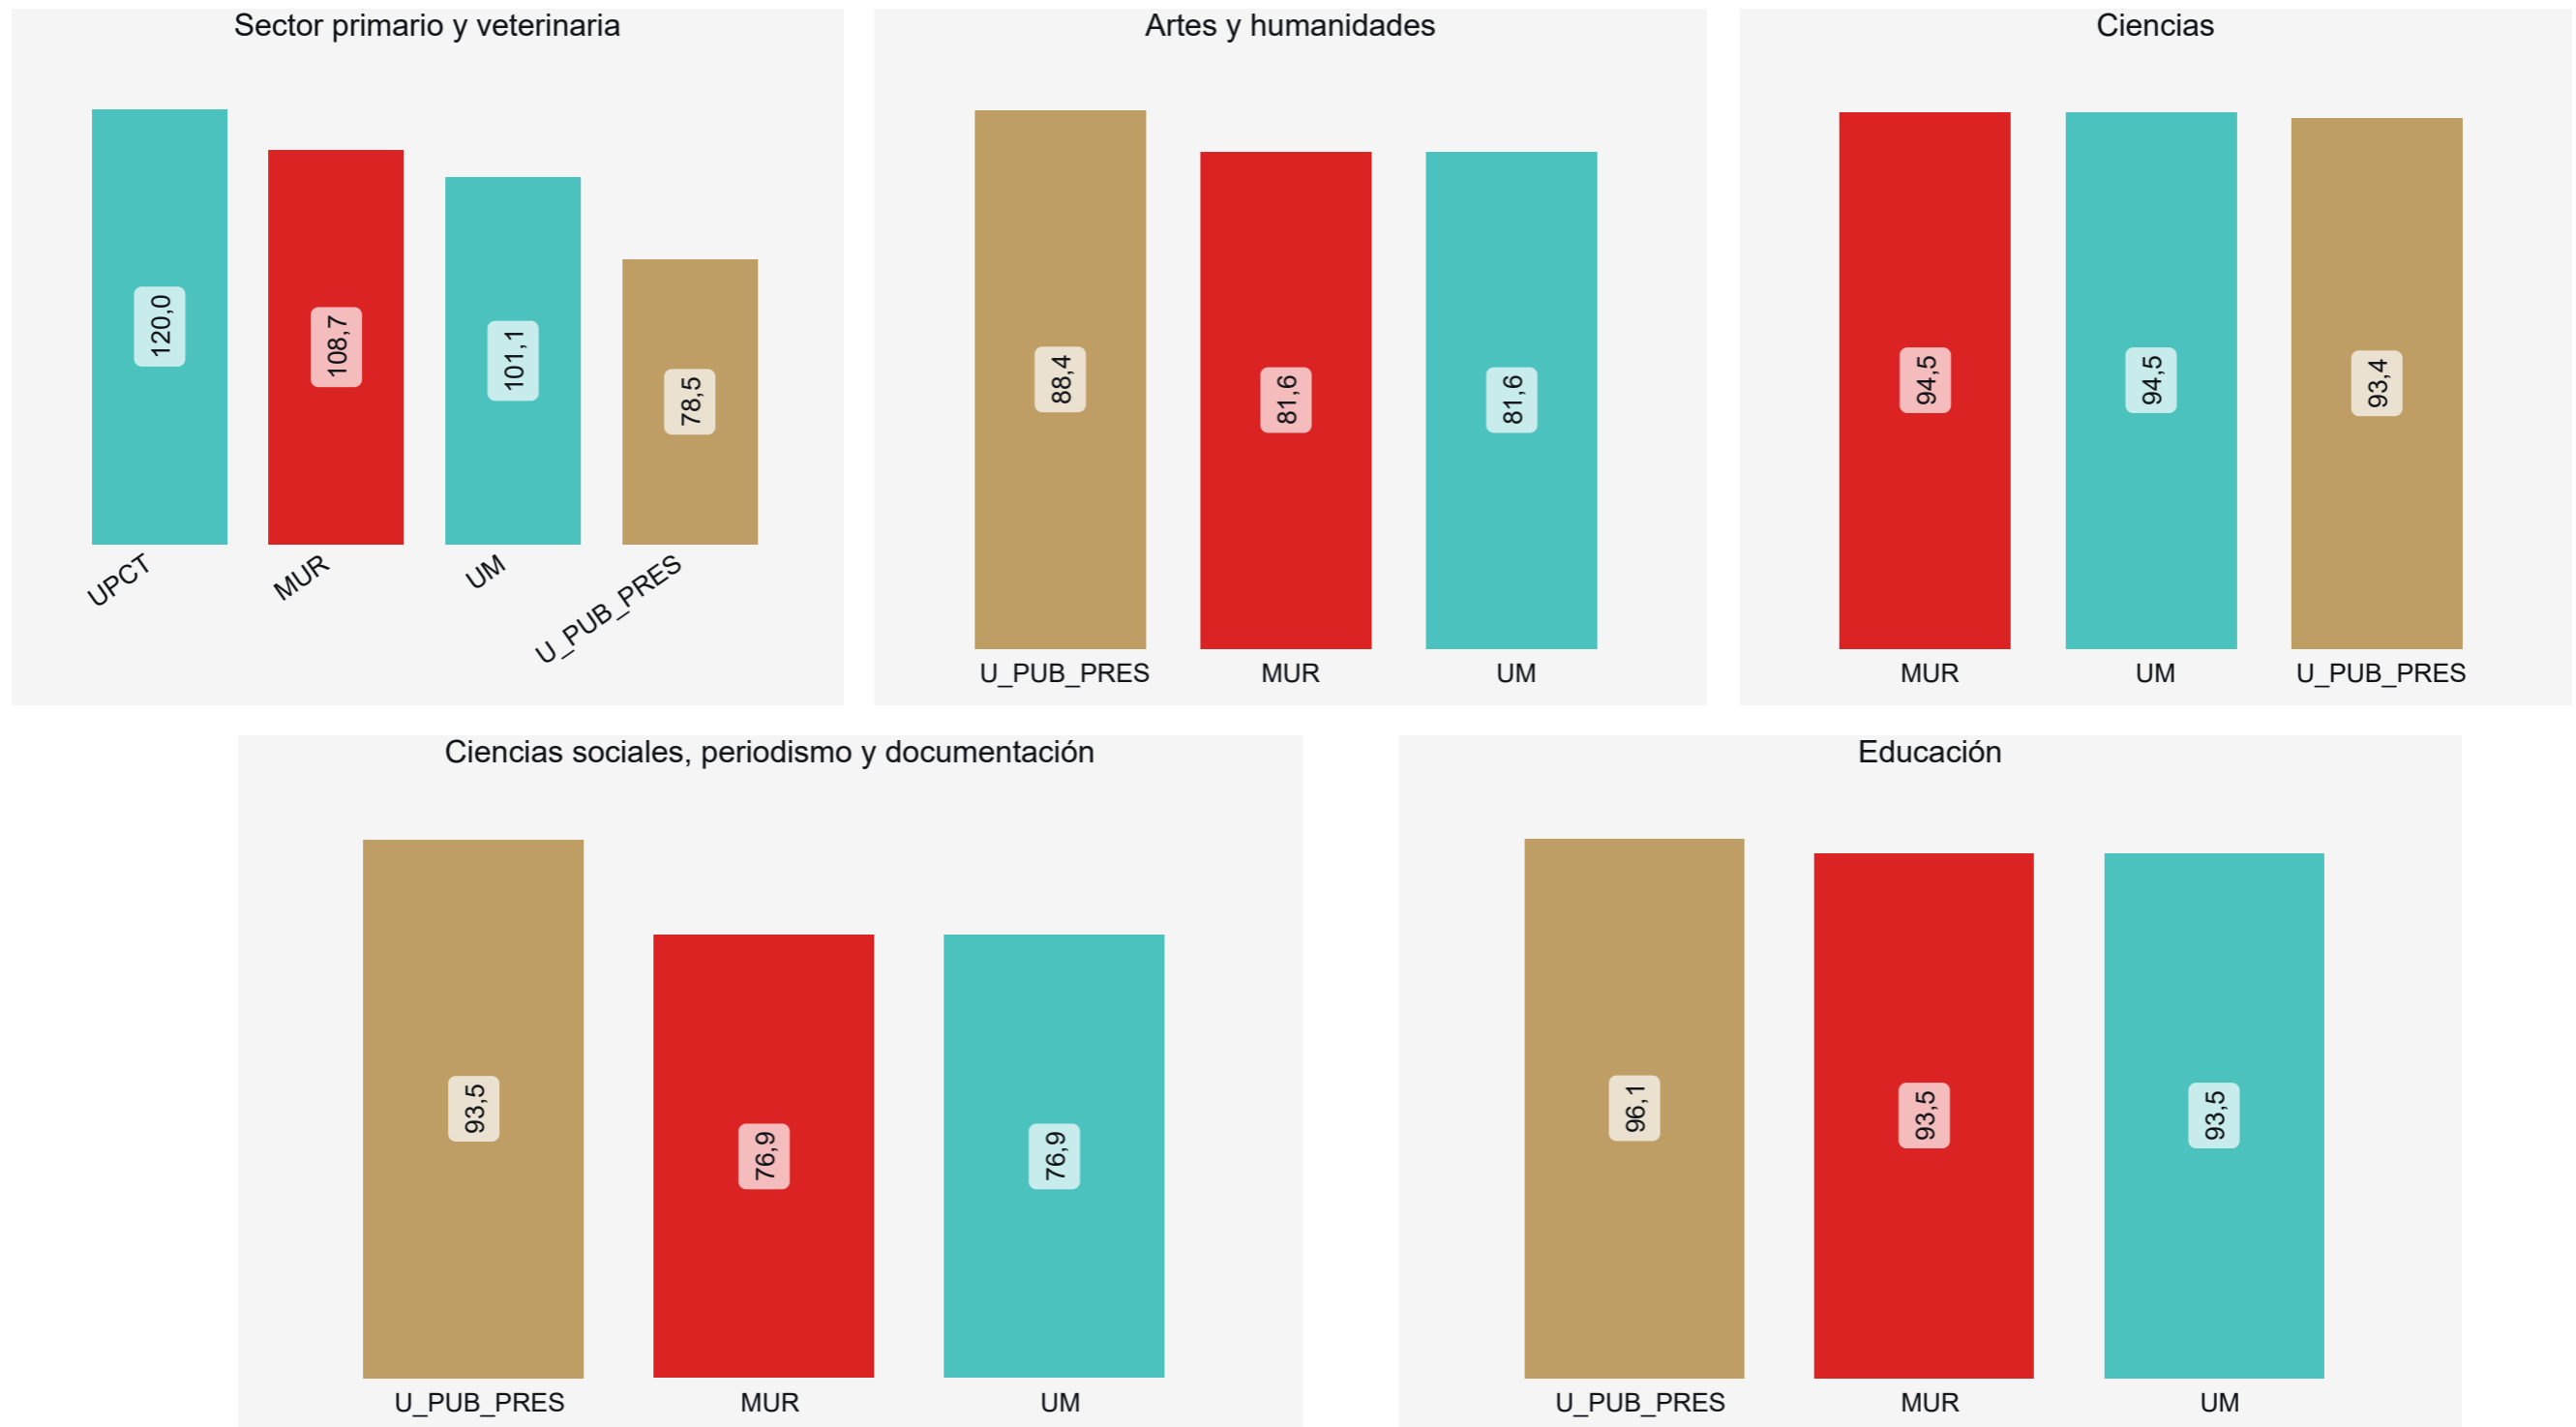 Sector primario y veterinaria
120,0
108,7
101,1
78,5
UPCT
MUR
UM
U_PUB_PRES
Artes y humanidades
88,4
81,6
81,6
U_PUB_PRES
MUR
UM
Ciencias
94,5
94,5
93,4
MUR
UM
U_PUB_PRES
Ciencias sociales, periodismo y documentación
93,5
76,9
76,9
U_PUB_PRES
MUR
UM
Educación
96,1
93,5
93,5
U_PUB_PRES
MUR
UM